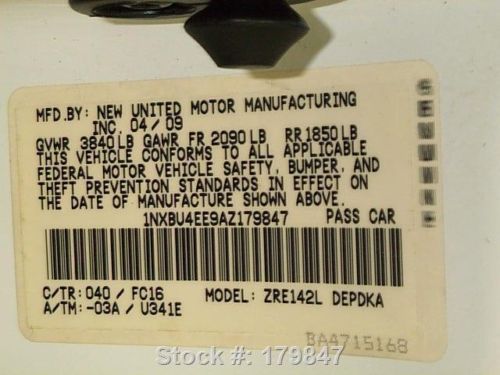 MFD.BY: NEW UNITED MOTOR MANUFACTURING
INC. 04/09
GVWR 3840LB GAWR FR 2090LB RR1850LB
THIS VEHICLE CONFORMS TO ALL APPLICABLE
FEDERAL MOTOR VEHICLE SAFETY, BUMPER, AND
THEFT PREVENTION STANDARDS IN EFFECT ON
THE DATE OF MANUFACTURE SHOWN ABOVE.
1NXBU4EE9AZ179847 PASS CAR
C/TR: 040 / FC16 MODEL: ZRE142L DEPDKA
A/TM: -03A / U341E
BA4715168
Stock #: 179847